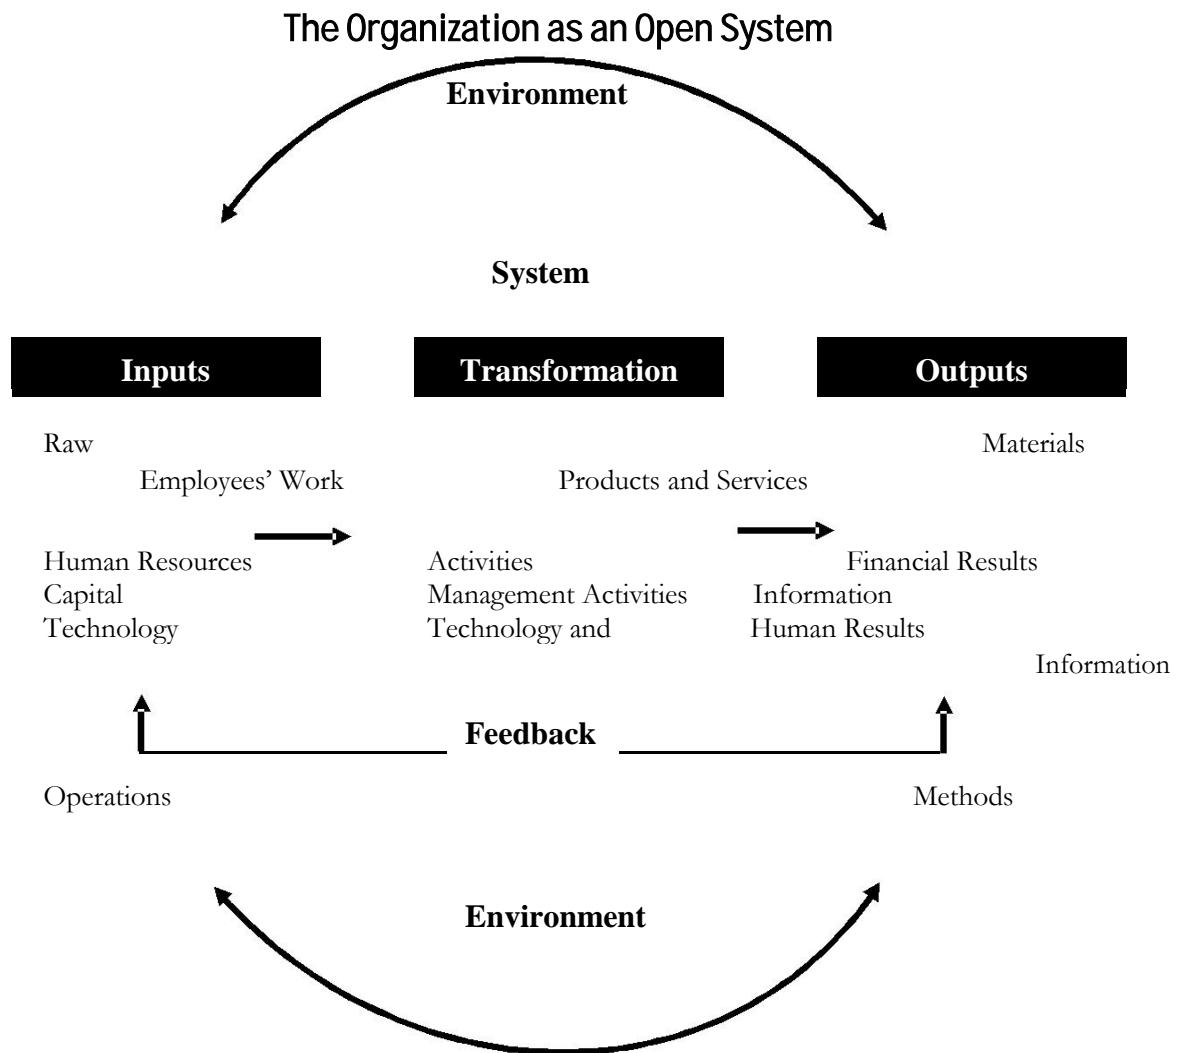 The Organization as an Open System
Environment
System
Inputs Transformation Outputs
Raw Materials
Employees’ Work Products and Services
Human Resources Activities Financial Results
Capital Management Activities Information
Technology Technology and Human Results
Information
Feedback
Operations Methods
Environment